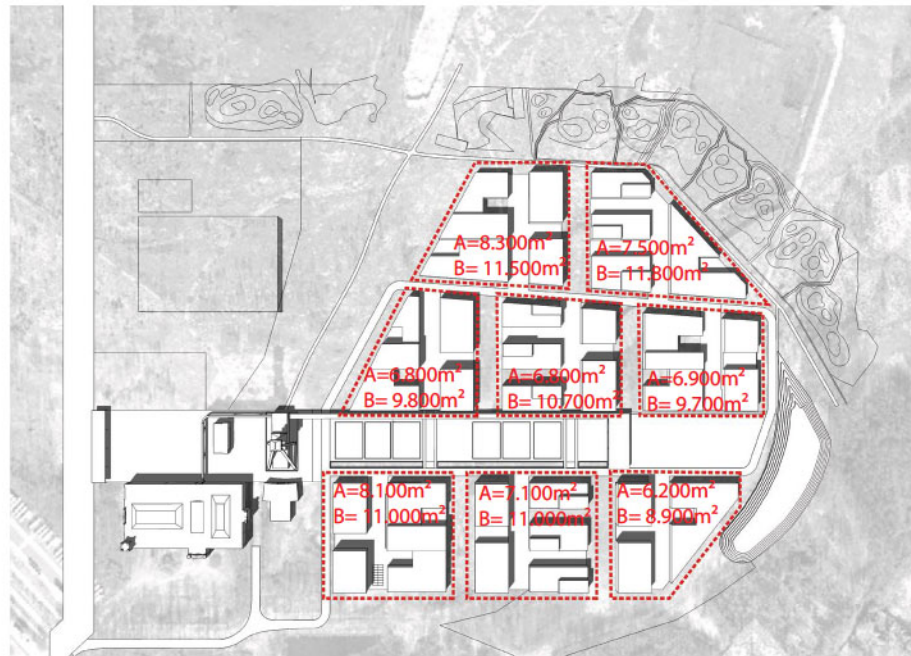 A=8.300m²
B= 11.500m²
A=7.500m²
B= 11.800m²
A=6.800m²
B= 9.800m²
A=6.800m²
B= 10.700m²
A=6.900m²
B= 9.700m²
A=8.100m²
B= 11.000m²
A=7.100m²
B= 11.000m²
A=6.200m²
B= 8.900m²